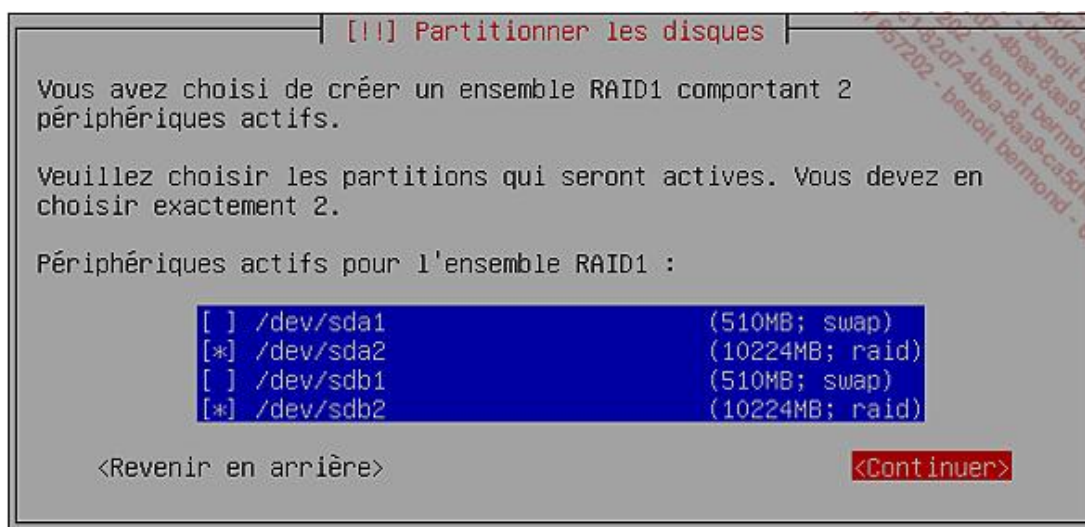 [!!] Partitionner les disques
Vous avez choisi de créer un ensemble RAID1 comportant 2
périphériques actifs.
Veuillez choisir les partitions qui seront actives. Vous devez en
choisir exactement 2.
Périphériques actifs pour l'ensemble RAID1 :
[ ] /dev/sda1 (510MB; swap)
[*] /dev/sda2 (10224MB; raid)
[ ] /dev/sdb1 (510MB; swap)
[*] /dev/sdb2 (10224MB; raid)
<Revenir en arrière> <Continuer>